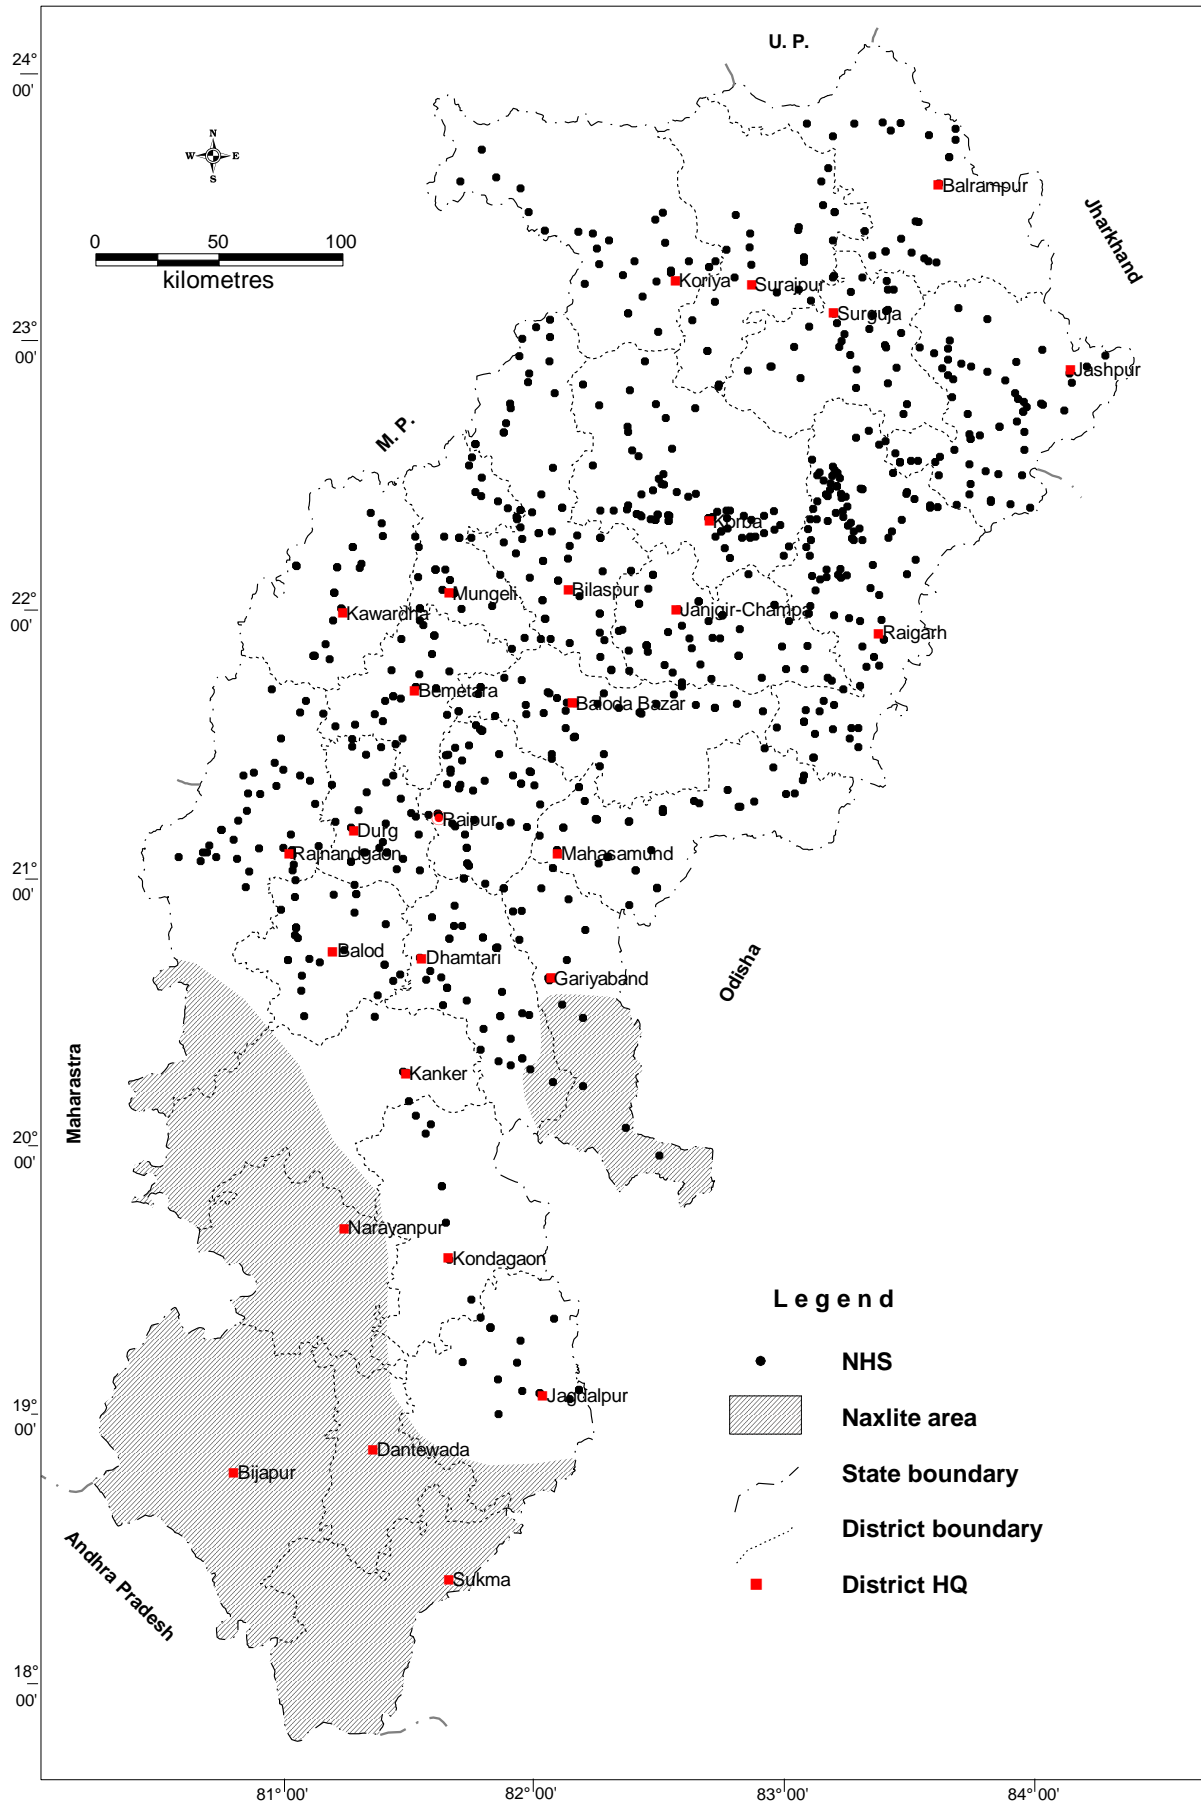 U. P.
24°
00'
N
W E
S
Balrampur
Jharkhand
0 50 100
kilometres
Koriya
Surajpur
Surguja
23°
00'
Jashpur
M. P.
Korba
Mungeli
Bilaspur
22°
00'
Kawardha
Janjgir-Champa
Raigarh
Bemetara
Baloda Bazar
Raipur
Durg
Rajnandgaon
Mahasamund
21°
00'
Balod
Dhamtari
Gariyaband
Odisha
Maharastra
Kanker
20°
00'
Narayanpur
Kondagaon
Legend
NHS
Jagdalpur
19°
00'
Naxlite area
Dantewada
Bijapur
State boundary
Andhra Pradesh
District boundary
Sukma
District HQ
18°
00'
81°00' 82°00' 83°00' 84°00'